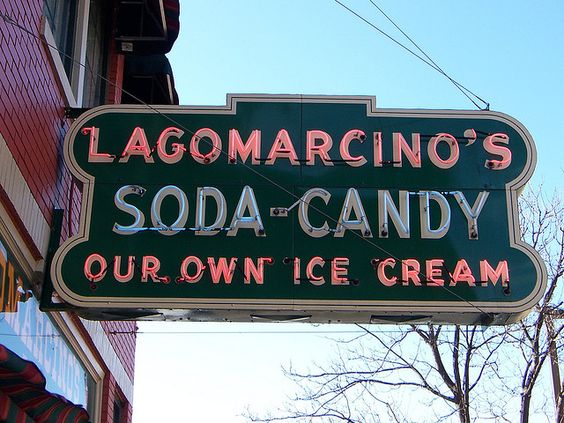 LAGOMARCINO'S
SODA-CANDY
OUR OWN ICE CREAM